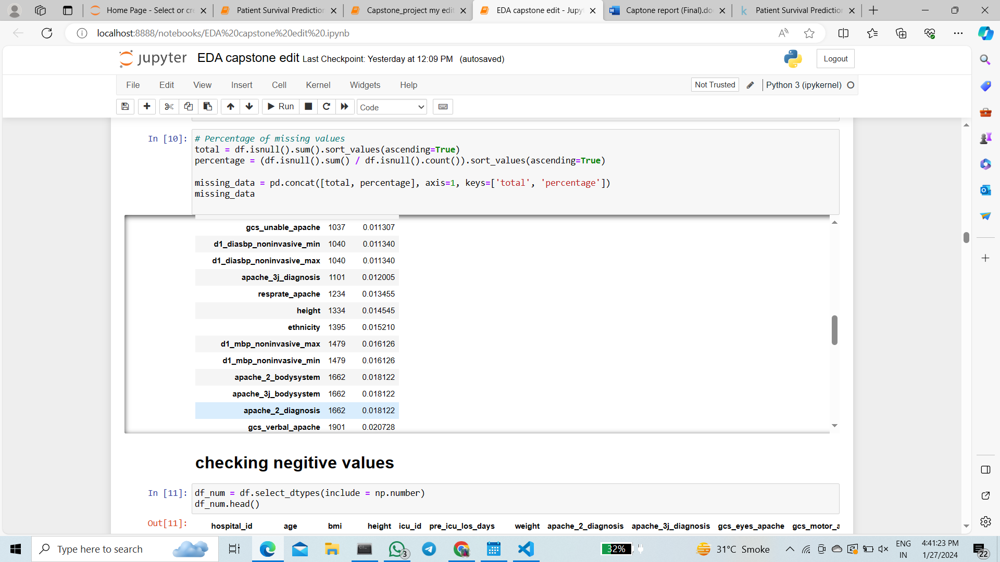 Home Page - Select or cre
Patient Survival Prediction
Capstone_project my edit
EDA capstone edit - Jupy
Captone report (Final).do
Patient Survival Prediction
localhost:8888/notebooks/EDA%20capstone%20edit%20.ipynb
jupyter EDA capstone edit Last Checkpoint: Yesterday at 12:09 PM (autosaved)
Logout
File Edit View Insert Cell Kernel Widgets Help
Not Trusted
Python 3 (ipykernel)
Run
Code
In [10]:
# Percentage of missing values
total = df.isnull().sum().sort_values(ascending=True)
percentage = (df.isnull().sum() / df.isnull().count()).sort_values(ascending=True)
missing_data = pd.concat([total, percentage], axis=1, keys=['total', 'percentage'])
missing_data
gcs_unable_apache 1037 0.011307
d1_diasbp_noninvasive_min 1040 0.011340
d1_diasbp_noninvasive_max 1040 0.011340
apache_3j_diagnosis 1101 0.012005
resprate_apache 1234 0.013455
height 1334 0.014545
ethnicity 1395 0.015210
d1_mbp_noninvasive_max 1479 0.016126
d1_mbp_noninvasive_min 1479 0.016126
apache_2_bodysystem 1662 0.018122
apache_3j_bodysystem 1662 0.018122
apache_2_diagnosis 1662 0.018122
gcs_verbal_apache 1901 0.020728
checking negitive values
In [11]:
df_num = df.select_dtypes(include = np.number)
df_num.head()
Out[11]:
hospital_id age bmi height icu_id pre_icu_los_days weight apache_2_diagnosis apache_3j_diagnosis gcs_eyes_apache gcs_motor_a
Type here to search
3
32%
31°C Smoke
ENG
IN
4:41:23 PM
1/27/2024
22